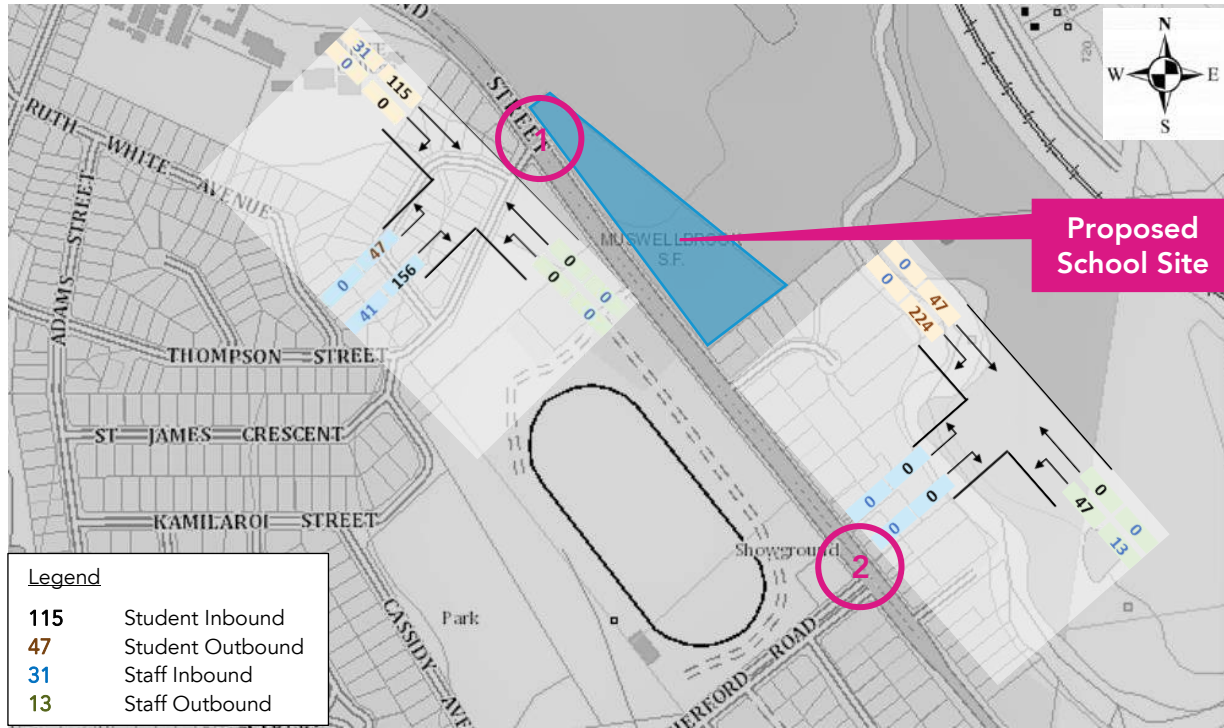 N
W E
S
720
STREET
1
RUTH WHITE AVENUE
ADAMS STREET
THOMPSON STREET
ST JAMES CRESCENT
KAMILAROI STREET
MUSWELLBROOK
S.F.
Proposed
School Site
31 115
0 0
0 47
41 156
0 0
0 0
0 47
0 224
0 0
0 0
0 0
47 13
Showground
2
Park
ROAD
Legend
115 Student Inbound
47 Student Outbound
31 Staff Inbound
13 Staff Outbound